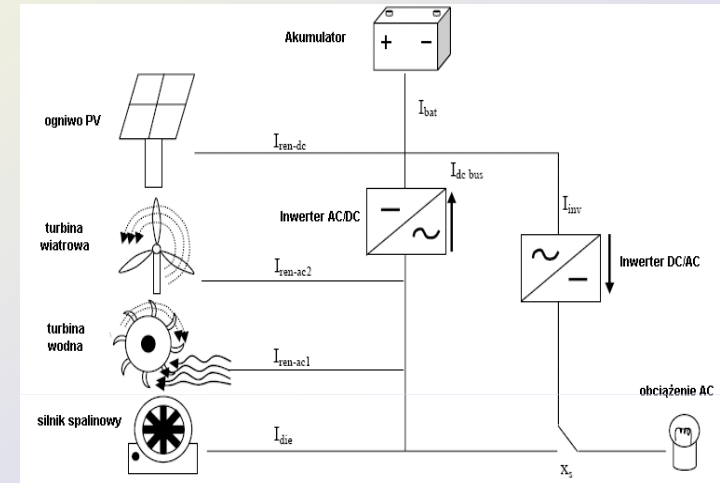 Akumulator
+ −
I_bat
ogniwo PV
I_ren-dc
I_dc bus
Inwerter AC/DC
I_inv
turbina
wiatrowa
Inwerter DC/AC
I_ren-ac2
turbina
wodna
I_ren-ac1
obciążenie AC
silnik spalinowy
I_die
X_s